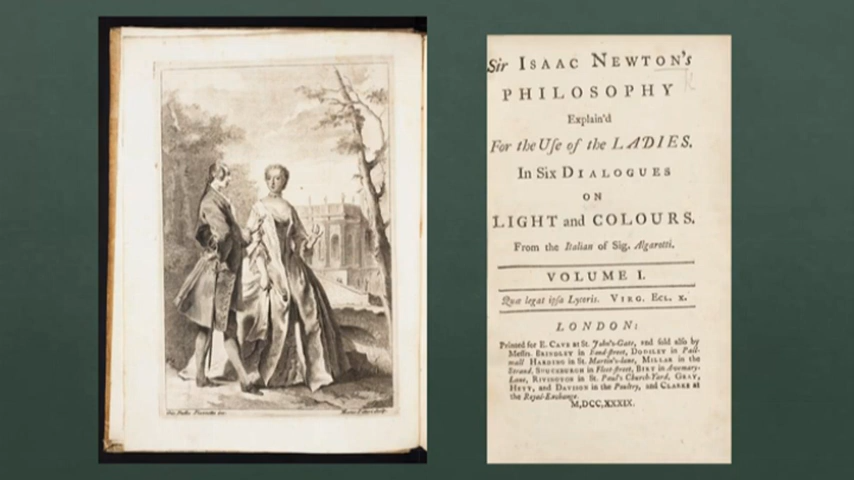 Sir ISAAC NEWTON's
PHILOSOPHY
Explain'd
For the Uſe of the LADIES.
In Six DIALOGUES
ON
LIGHT and COLOURS.
From the Italian of Sig. Algarotti.
VOLUME I.
Quæ legat ipſa Lycoris. VIRG. ECL. X.
LONDON:
Printed for E. CAVE at St. John's-Gate, and ſold alſo by
Meſſrs. BRINDLEY in Bond-ſtreet, DODSLEY in Pall-
mall HARDING in St. Martin's-lane, MILLAR in the
Strand, in Fleet-ſtreet, BIRT in Avemary-
Lane, RIVINGTON in St. Paul's Church-Yard, GRAY,
HETT, and DAVISON in the Poultry, and CLARKE at
the Royal-Exchange.
M,DCC,XXXIX.